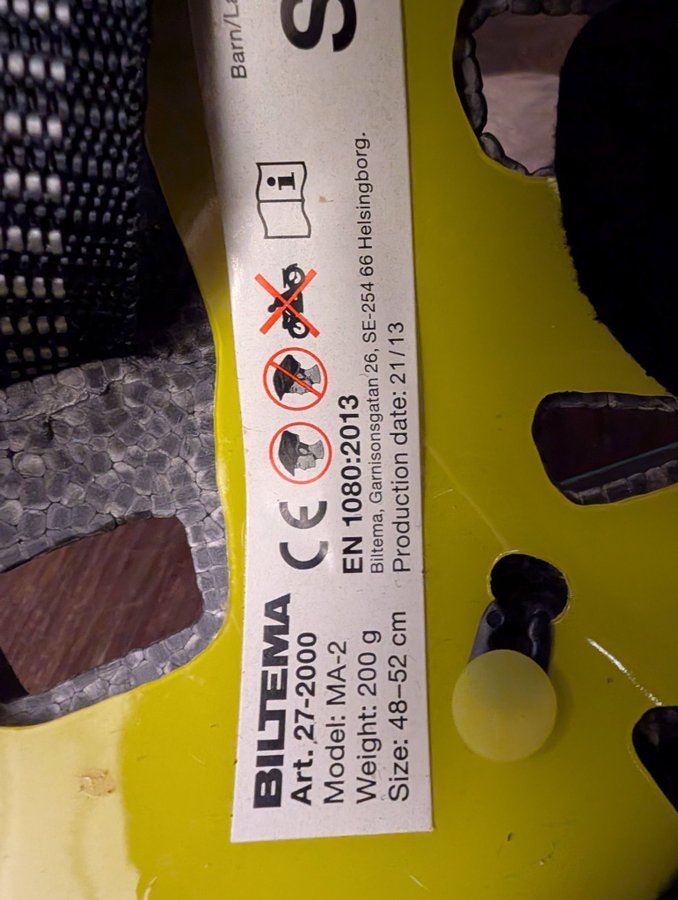 BILTEMA
Art. 27-2000
Model: MA-2
Weight: 200 g
Size: 48–52 cm
CE
EN 1080:2013
Biltema, Garnisonsgatan 26, SE-254 66 Helsingborg.
Production date: 21/13
i
Barn/
S